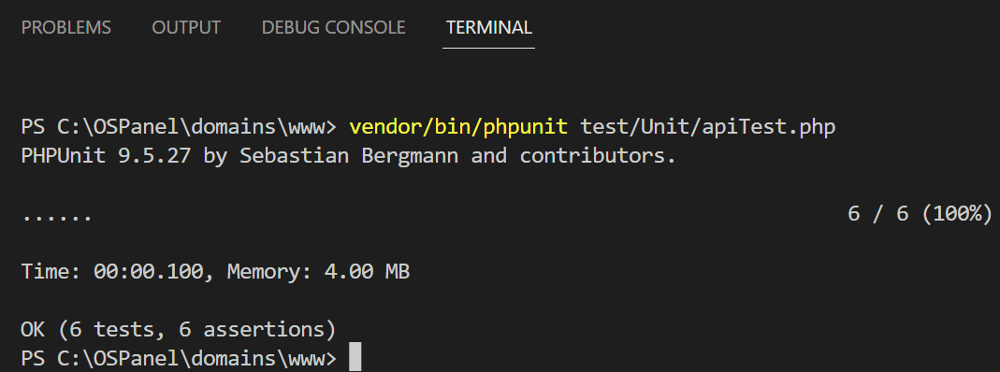 PROBLEMS OUTPUT DEBUG CONSOLE TERMINAL
PS C:\OSPanel\domains\www> vendor/bin/phpunit test/Unit/apiTest.php
PHPUnit 9.5.27 by Sebastian Bergmann and contributors.
...... 6 / 6 (100%)
Time: 00:00.100, Memory: 4.00 MB
OK (6 tests, 6 assertions)
PS C:\OSPanel\domains\www>